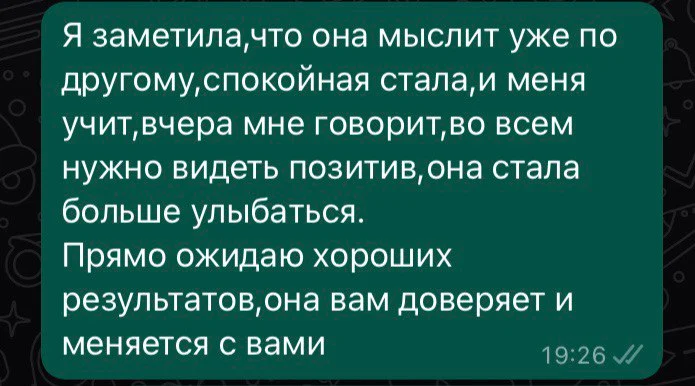 Я заметила,что она мыслит уже по
другому,спокойная стала,и меня
учит,вчера мне говорит,во всем
нужно видеть позитив,она стала
больше улыбаться.
Прямо ожидаю хороших
результатов,она вам доверяет и
меняется с вами
19:26